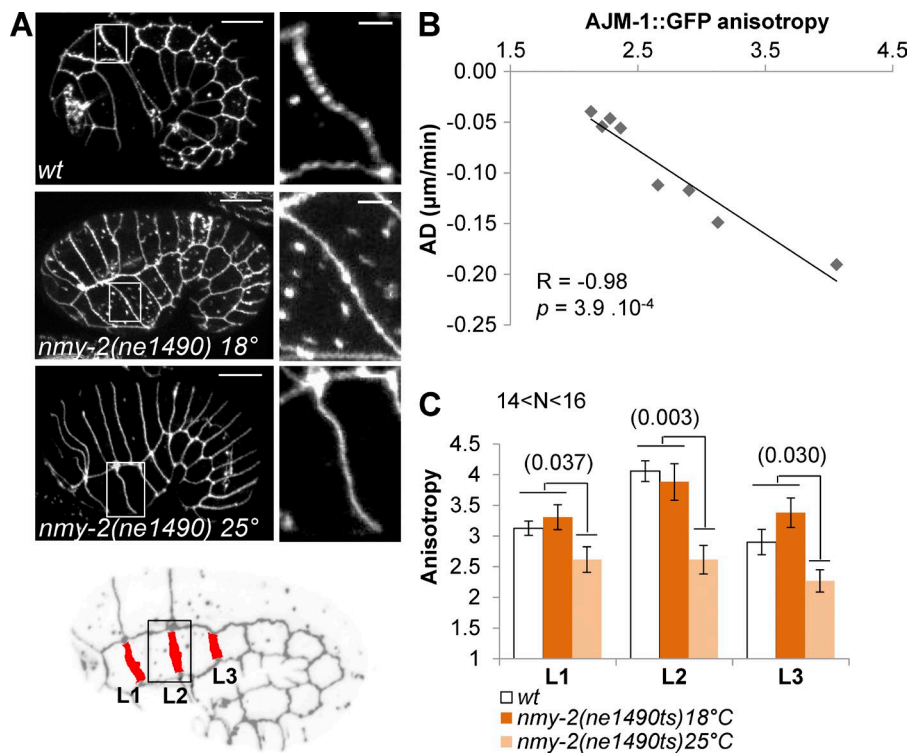 A
wt
nmy-2(ne1490) 18°
nmy-2(ne1490) 25°
L1 L2 L3
B
AJM-1::GFP anisotropy
1.5 2.5 3.5 4.5
0.00
-0.05
-0.10
-0.15
-0.20
-0.25
AD (µm/min)
R = -0.98
p = 3.9 .10-4
C
14<N<16
(0.037) (0.003) (0.030)
4.5
4
3.5
3
2.5
2
1.5
1
Anisotropy
L1 L2 L3
wt
nmy-2(ne1490ts)18°C
nmy-2(ne1490ts)25°C